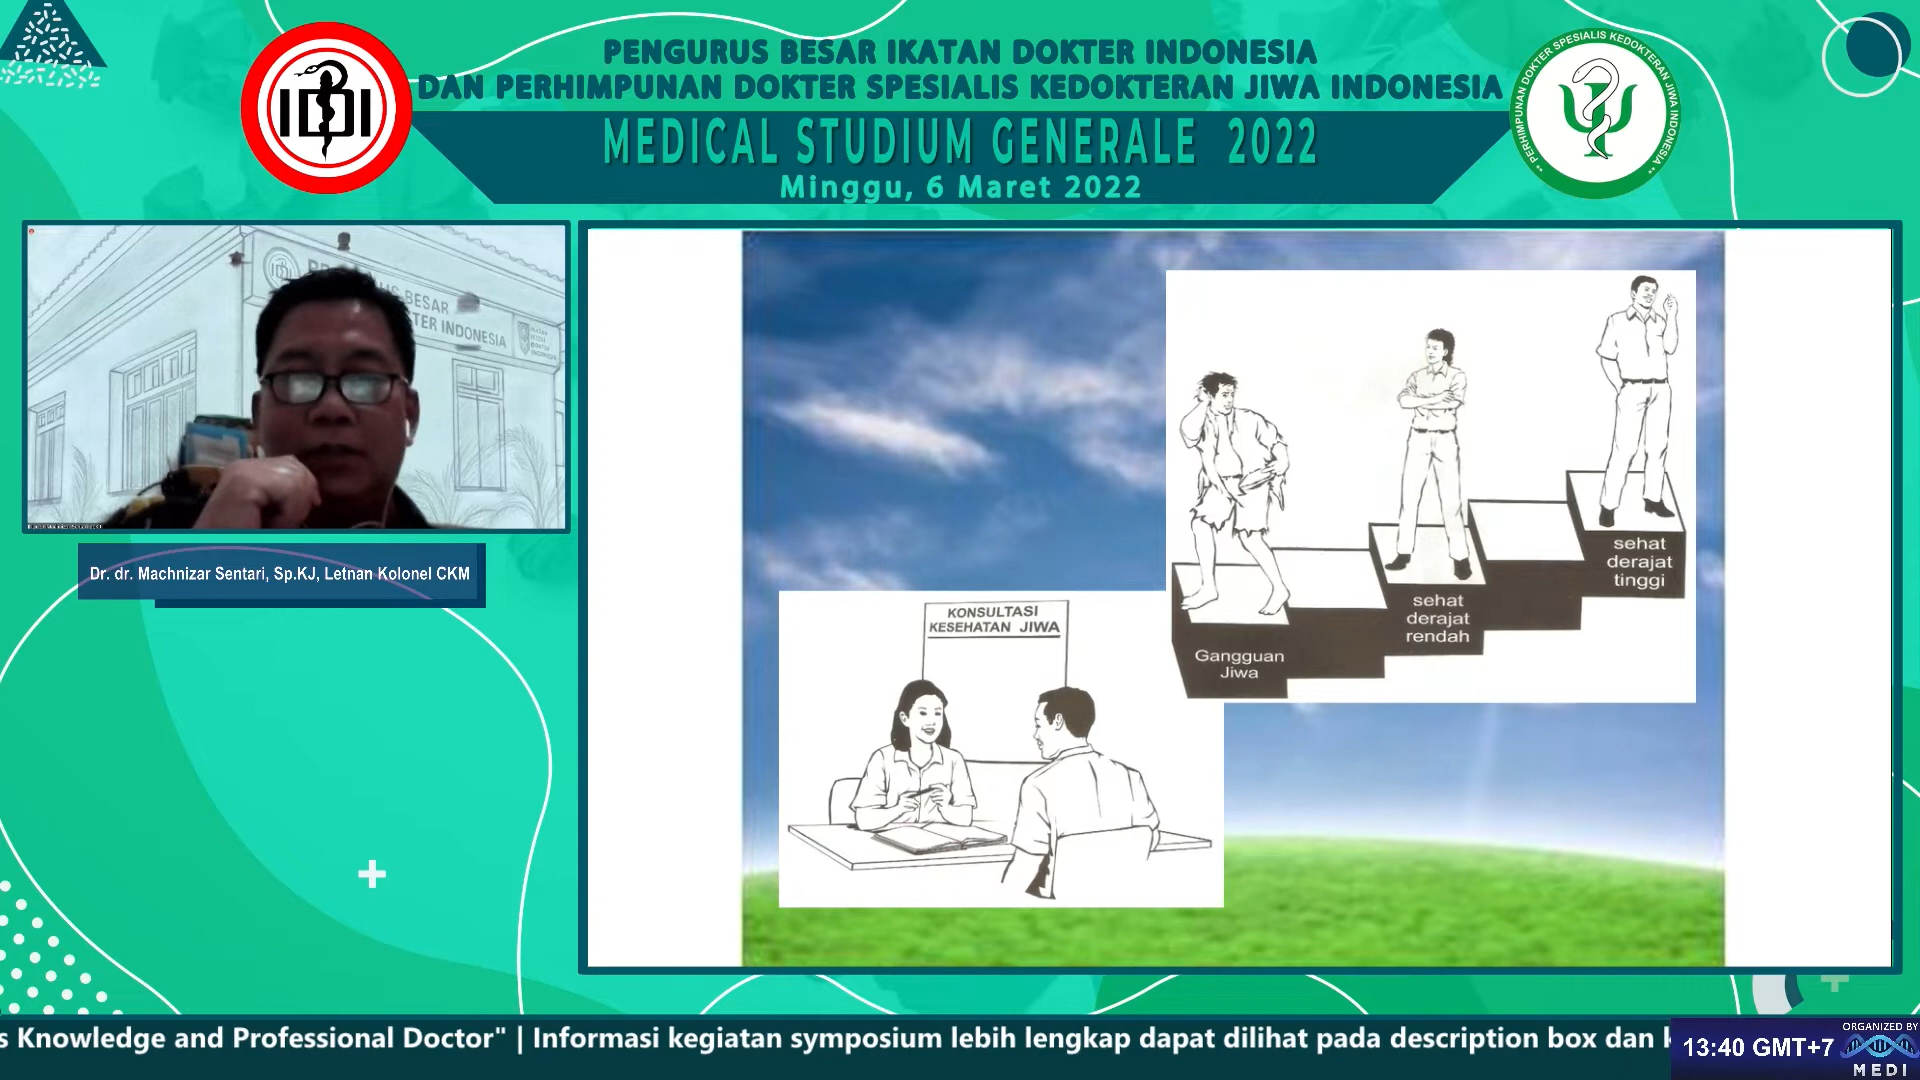 PENGURUS BESAR IKATAN DOKTER INDONESIA
DAN PERHIMPUNAN DOKTER SPESIALIS KEDOKTERAN JIWA INDONESIA
MEDICAL STUDIUM GENERALE 2022
Minggu, 6 Maret 2022
IDI
** PERHIMPUNAN DOKTER SPESIALIS KEDOKTERAN JIWA INDONESIA **
BESAR
TER INDONESIA
Dr. dr. Machnizar Sentari, Sp.KJ, Letnan Kolonel CKM
sehat
derajat
tinggi
sehat
derajat
rendah
Gangguan
Jiwa
KONSULTASI
KESEHATAN JIWA
s Knowledge and Professional Doctor" | Informasi kegiatan symposium lebih lengkap dapat dilihat pada description box dan
13:40 GMT+7
ORGANIZED BY
MEDI